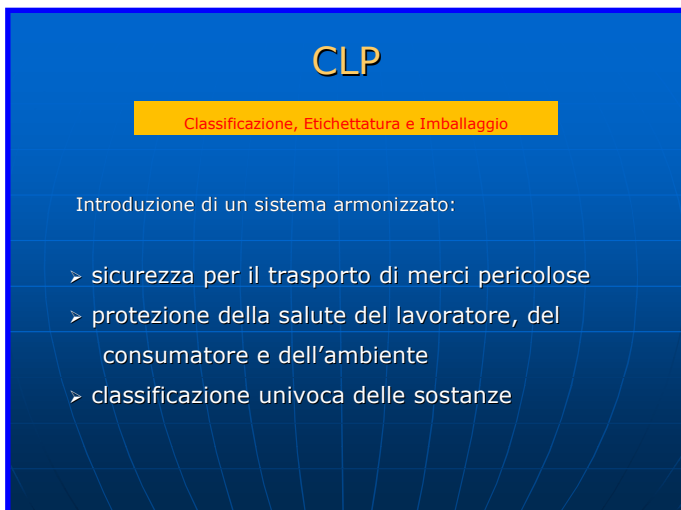 CLP
Classificazione, Etichettatura e Imballaggio
Introduzione di un sistema armonizzato:
➢ sicurezza per il trasporto di merci pericolose
➢ protezione della salute del lavoratore, del
consumatore e dell’ambiente
➢ classificazione univoca delle sostanze